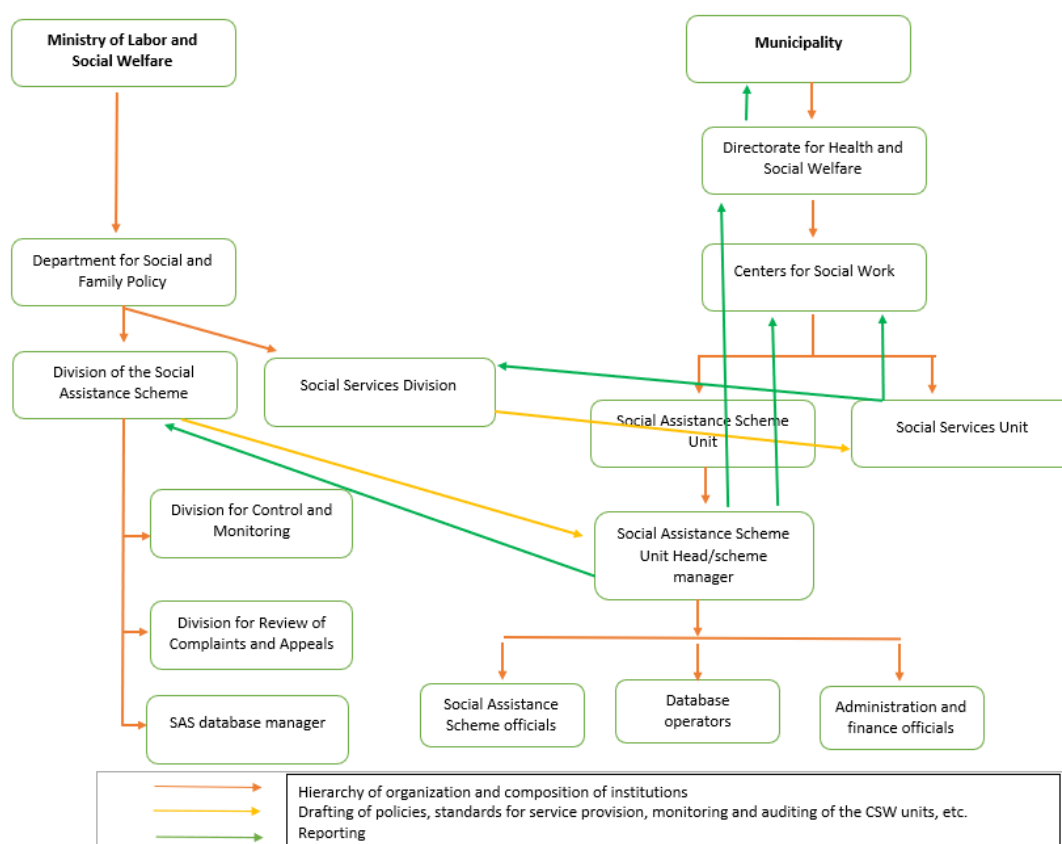 Ministry of Labor and
Social Welfare
Municipality
Directorate for Health and
Social Welfare
Department for Social and
Family Policy
Centers for Social Work
Division of the Social
Assistance Scheme
Social Services Division
Social Assistance Scheme
Unit
Social Services Unit
Division for Control and
Monitoring
Social Assistance Scheme
Unit Head/scheme
manager
Division for Review of
Complaints and Appeals
SAS database manager
Social Assistance
Scheme officials
Database
operators
Administration and
finance officials
Hierarchy of organization and composition of institutions
Drafting of policies, standards for service provision, monitoring and auditing of the CSW units, etc.
Reporting